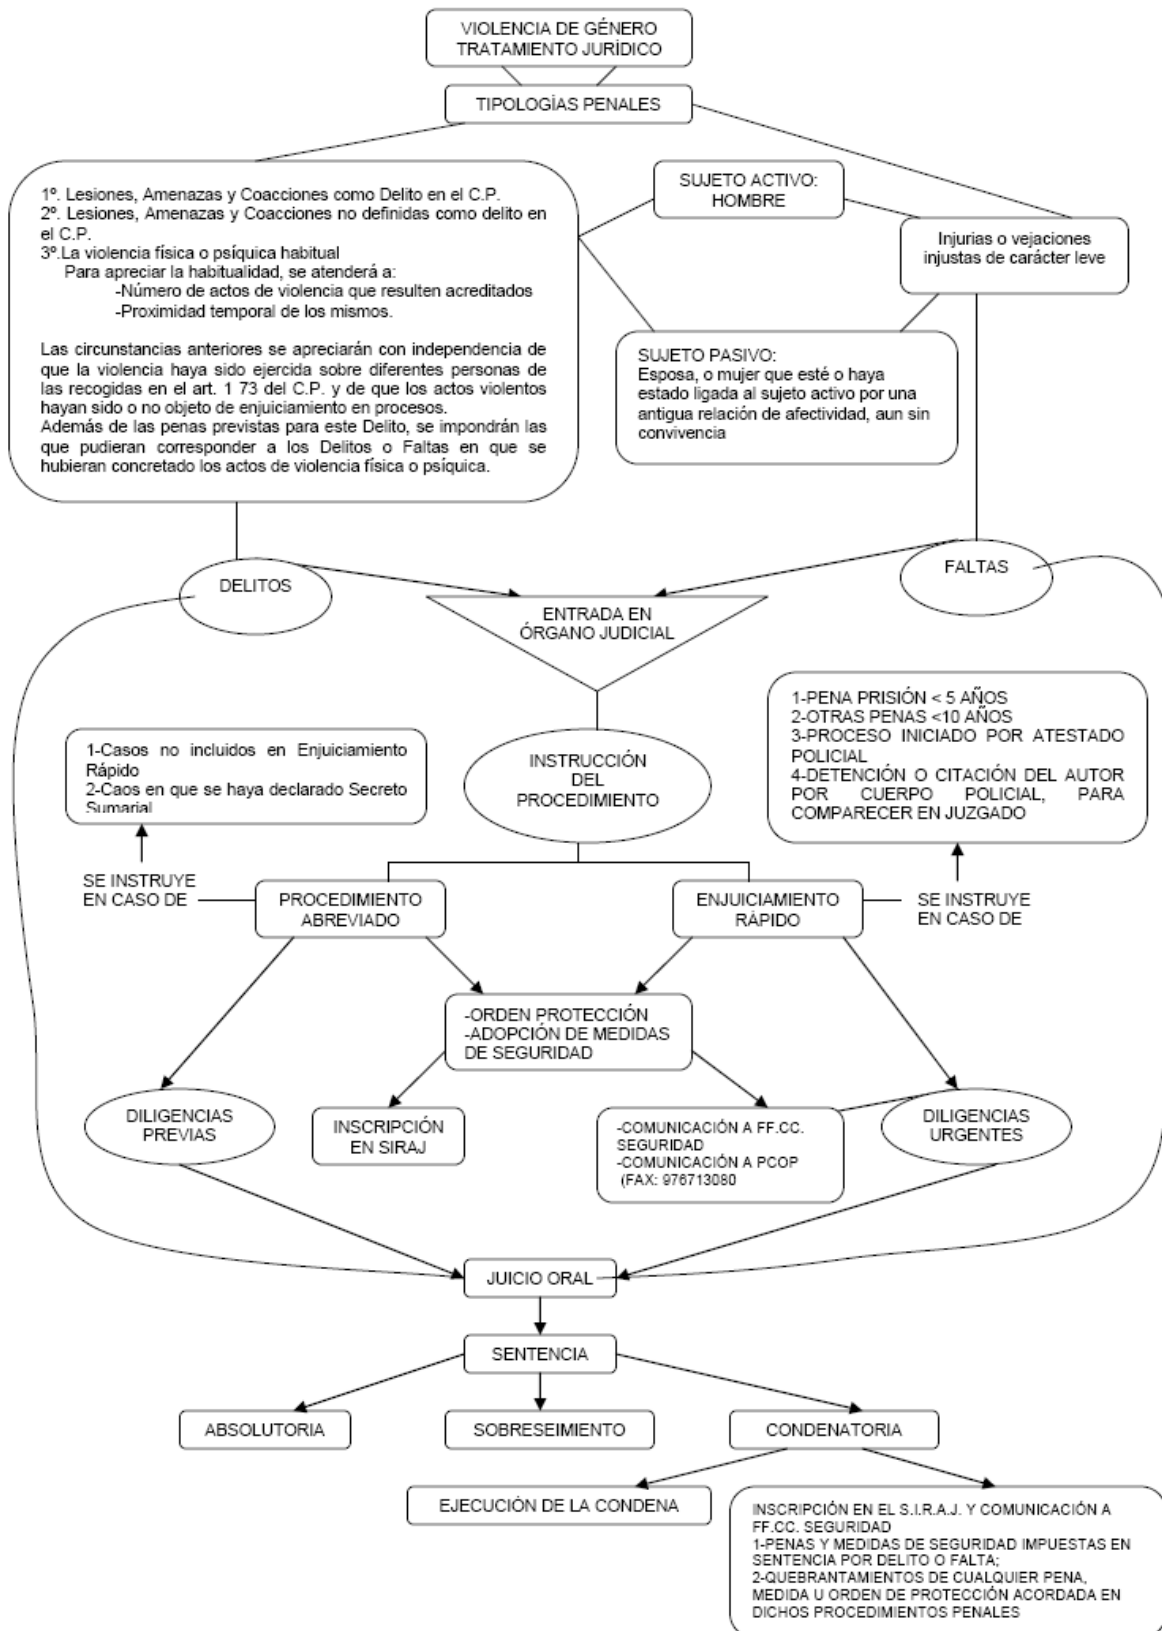 VIOLENCIA DE GÉNERO
TRATAMIENTO JURÍDICO
TIPOLOGÍAS PENALES
1º. Lesiones, Amenazas y Coacciones como Delito en el C.P.
2º. Lesiones, Amenazas y Coacciones no definidas como delito en
el C.P.
3º.La violencia física o psíquica habitual
Para apreciar la habitualidad, se atenderá a:
-Número de actos de violencia que resulten acreditados
-Proximidad temporal de los mismos.
Las circunstancias anteriores se apreciarán con independencia de
que la violencia haya sido ejercida sobre diferentes personas de
las recogidas en el art. 1 73 del C.P. y de que los actos violentos
hayan sido o no objeto de enjuiciamiento en procesos.
Además de las penas previstas para este Delito, se impondrán las
que pudieran corresponder a los Delitos o Faltas en que se
hubieran concretado los actos de violencia física o psíquica.
SUJETO ACTIVO:
HOMBRE
Injurias o vejaciones
injustas de carácter leve
SUJETO PASIVO:
Esposa, o mujer que esté o haya
estado ligada al sujeto activo por una
antigua relación de afectividad, aun sin
convivencia
DELITOS
FALTAS
ENTRADA EN
ÓRGANO JUDICIAL
1-PENA PRISIÓN < 5 AÑOS
2-OTRAS PENAS <10 AÑOS
3-PROCESO INICIADO POR ATESTADO
POLICIAL
4-DETENCIÓN O CITACIÓN DEL AUTOR
POR CUERPO POLICIAL, PARA
COMPARECER EN JUZGADO
1-Casos no incluidos en Enjuiciamiento
Rápido
2-Caos en que se haya declarado Secreto
Sumarial
INSTRUCCIÓN
DEL
PROCEDIMIENTO
SE INSTRUYE
EN CASO DE
PROCEDIMIENTO
ABREVIADO
ENJUICIAMIENTO
RÁPIDO
SE INSTRUYE
EN CASO DE
-ORDEN PROTECCIÓN
-ADOPCIÓN DE MEDIDAS
DE SEGURIDAD
DILIGENCIAS
PREVIAS
INSCRIPCIÓN
EN SIRAJ
-COMUNICACIÓN A FF.CC.
SEGURIDAD
-COMUNICACIÓN A PCOP
(FAX: 976713080
DILIGENCIAS
URGENTES
JUICIO ORAL
SENTENCIA
ABSOLUTORIA
SOBRESEIMIENTO
CONDENATORIA
EJECUCIÓN DE LA CONDENA
INSCRIPCIÓN EN EL S.I.R.A.J. Y COMUNICACIÓN A
FF.CC. SEGURIDAD
1-PENAS Y MEDIDAS DE SEGURIDAD IMPUESTAS EN
SENTENCIA POR DELITO O FALTA;
2-QUEBRANTAMIENTOS DE CUALQUIER PENA,
MEDIDA U ORDEN DE PROTECCIÓN ACORDADA EN
DICHOS PROCEDIMIENTOS PENALES